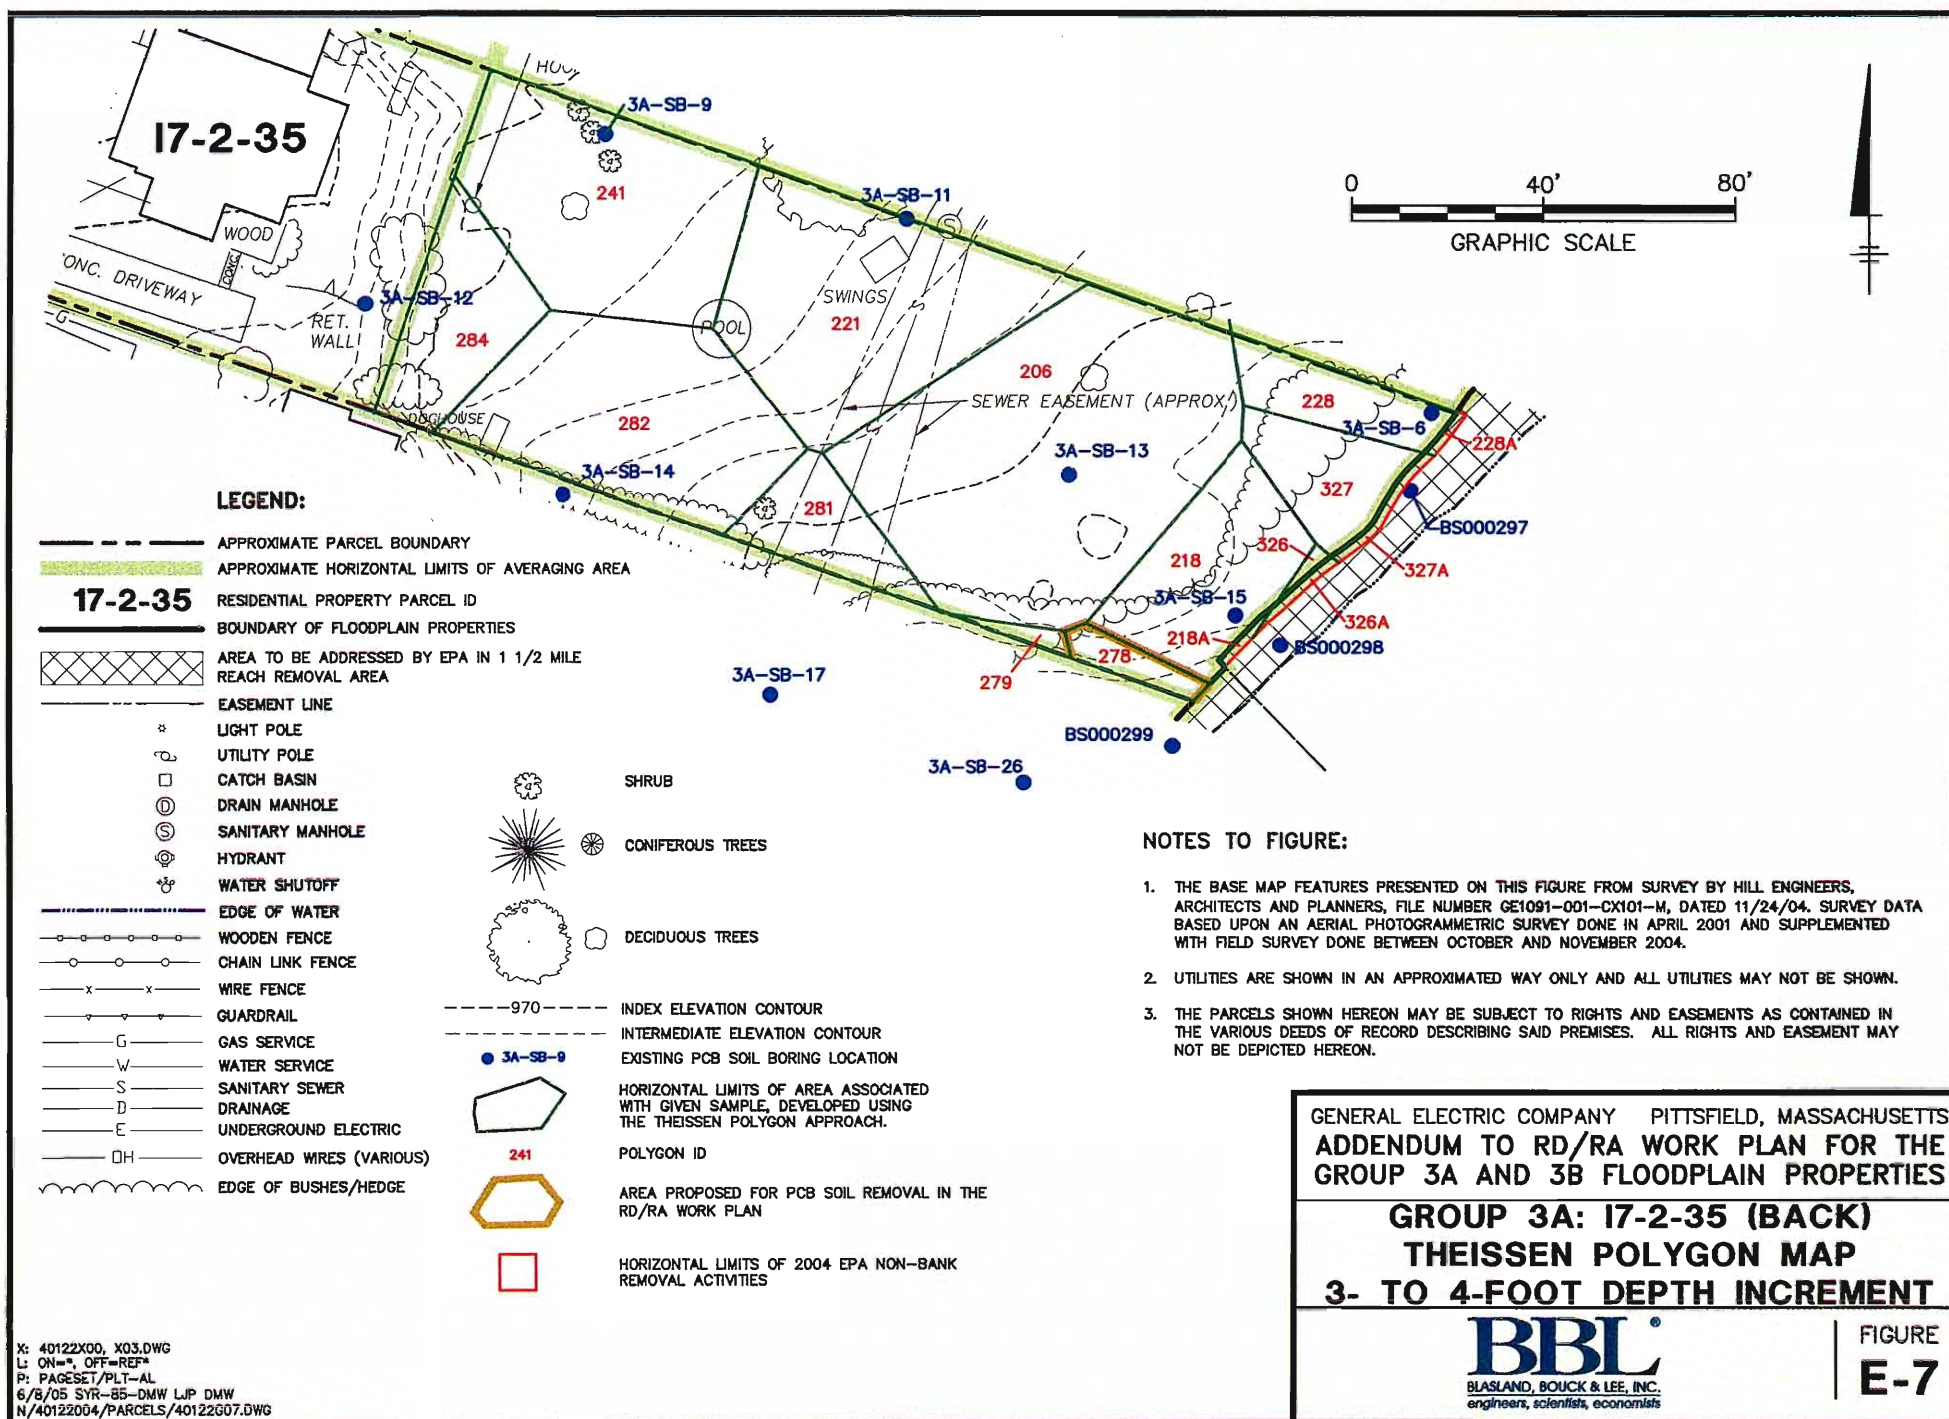 HOU
3A-SB-9
I7-2-35
241
3A-SB-11
S
0 40' 80'
GRAPHIC SCALE
WOOD
CONC.
ONC. DRIVEWAY
G
3A-SB-12
RET.
WALL
284
POOL
SWINGS
221
206
SEWER EASEMENT (APPROX.)
228
3A-SB-6
228A
DOGHOUSE
282
3A-SB-14
3A-SB-13
281
327
BS000297
326
327A
218
3A-SB-15
326A
218A
BS000298
278
279
3A-SB-17
BS000299
3A-SB-26
LEGEND:
APPROXIMATE PARCEL BOUNDARY
APPROXIMATE HORIZONTAL LIMITS OF AVERAGING AREA
17-2-35 RESIDENTIAL PROPERTY PARCEL ID
BOUNDARY OF FLOODPLAIN PROPERTIES
AREA TO BE ADDRESSED BY EPA IN 1 1/2 MILE
REACH REMOVAL AREA
EASEMENT LINE
LIGHT POLE
UTILITY POLE
CATCH BASIN
D DRAIN MANHOLE
S SANITARY MANHOLE
HYDRANT
WATER SHUTOFF
EDGE OF WATER
WOODEN FENCE
CHAIN LINK FENCE
x x WIRE FENCE
GUARDRAIL
G GAS SERVICE
W WATER SERVICE
S SANITARY SEWER
D DRAINAGE
E UNDERGROUND ELECTRIC
OH OVERHEAD WIRES (VARIOUS)
EDGE OF BUSHES/HEDGE
SHRUB
CONIFEROUS TREES
DECIDUOUS TREES
970 INDEX ELEVATION CONTOUR
INTERMEDIATE ELEVATION CONTOUR
3A-SB-9 EXISTING PCB SOIL BORING LOCATION
HORIZONTAL LIMITS OF AREA ASSOCIATED
WITH GIVEN SAMPLE, DEVELOPED USING
THE THEISSEN POLYGON APPROACH.
241 POLYGON ID
AREA PROPOSED FOR PCB SOIL REMOVAL IN THE
RD/RA WORK PLAN
HORIZONTAL LIMITS OF 2004 EPA NON-BANK
REMOVAL ACTIVITIES
NOTES TO FIGURE:
1. THE BASE MAP FEATURES PRESENTED ON THIS FIGURE FROM SURVEY BY HILL ENGINEERS,
ARCHITECTS AND PLANNERS, FILE NUMBER GE1091-001-CX101-M, DATED 11/24/04. SURVEY DATA
BASED UPON AN AERIAL PHOTOGRAMMETRIC SURVEY DONE IN APRIL 2001 AND SUPPLEMENTED
WITH FIELD SURVEY DONE BETWEEN OCTOBER AND NOVEMBER 2004.
2. UTILITIES ARE SHOWN IN AN APPROXIMATED WAY ONLY AND ALL UTILITIES MAY NOT BE SHOWN.
3. THE PARCELS SHOWN HEREON MAY BE SUBJECT TO RIGHTS AND EASEMENTS AS CONTAINED IN
THE VARIOUS DEEDS OF RECORD DESCRIBING SAID PREMISES. ALL RIGHTS AND EASEMENT MAY
NOT BE DEPICTED HEREON.
GENERAL ELECTRIC COMPANY PITTSFIELD, MASSACHUSETTS
ADDENDUM TO RD/RA WORK PLAN FOR THE
GROUP 3A AND 3B FLOODPLAIN PROPERTIES
GROUP 3A: I7-2-35 (BACK)
THEISSEN POLYGON MAP
3- TO 4-FOOT DEPTH INCREMENT
BBL®
BLASLAND, BOUCK & LEE, INC.
engineers, scientists, economists
FIGURE
E-7
X: 40122X00, X03.DWG
L: ON=*, OFF=REF*
P: PAGESET/PLT-AL
6/8/05 SYR-85-DMW LJP DMW
N/40122004/PARCELS/40122G07.DWG